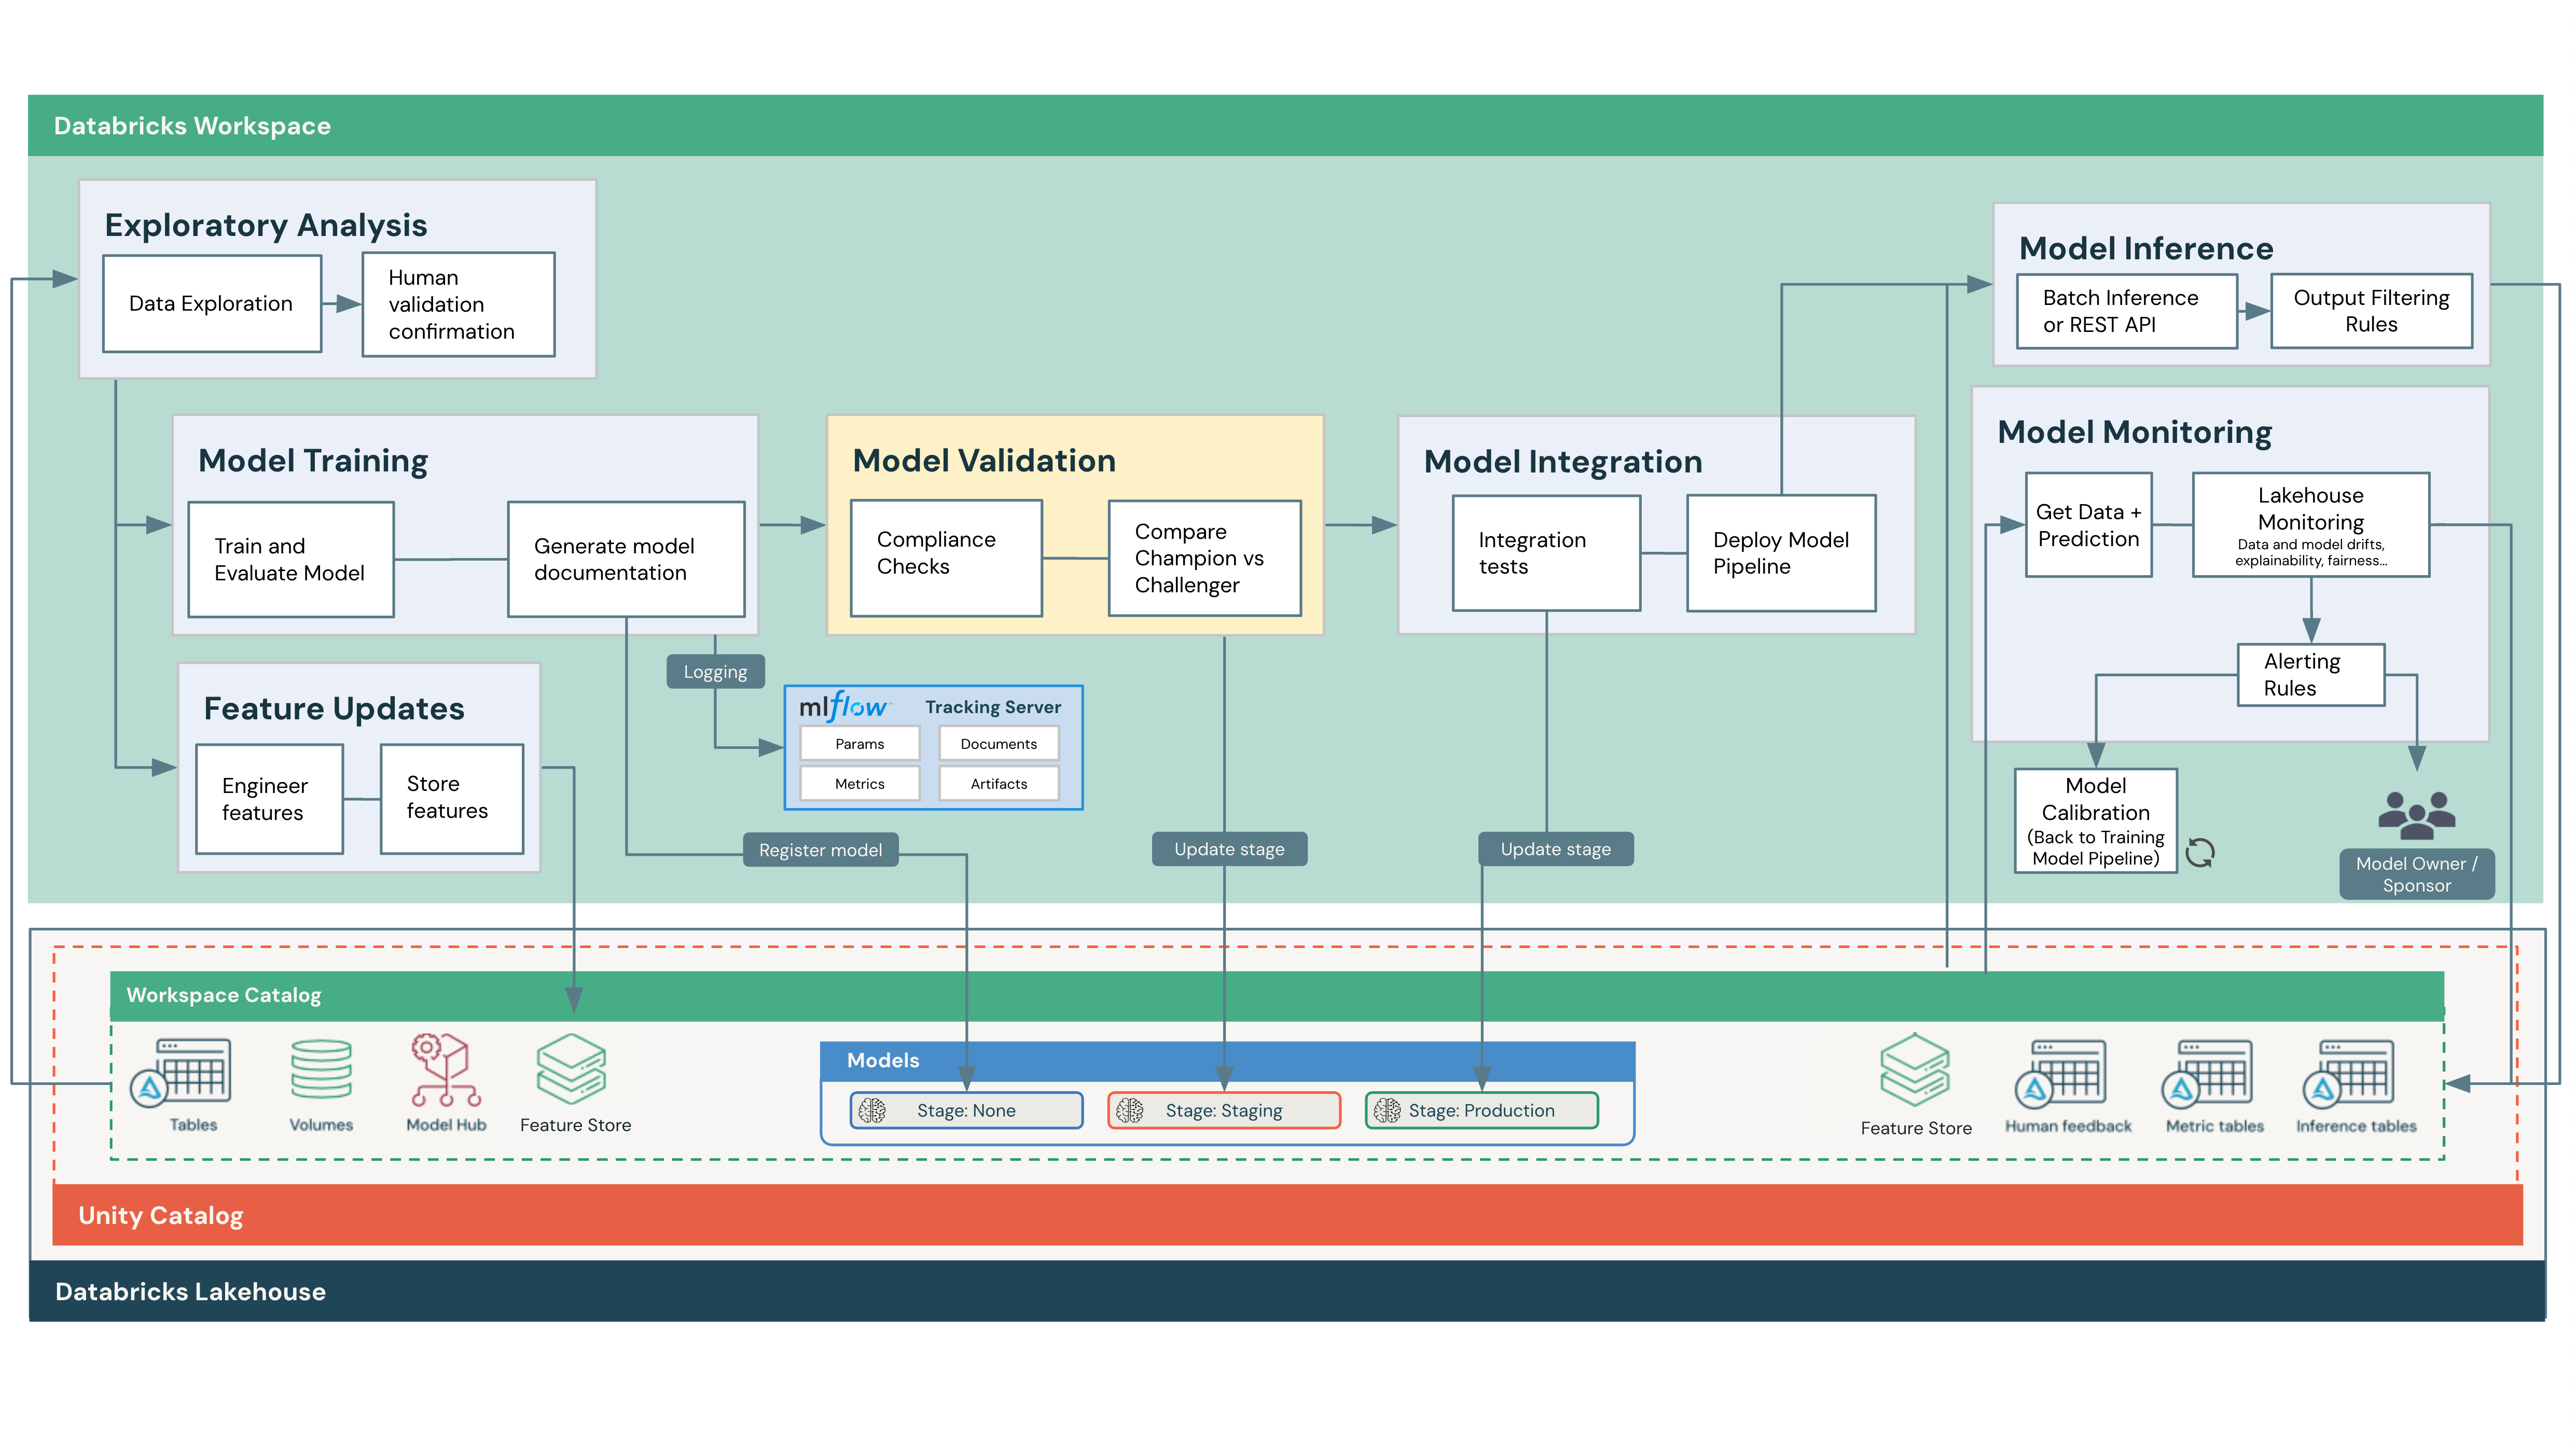 Databricks Workspace
Exploratory Analysis
Data Exploration
Human
validation
confirmation
Model Training
Train and
Evaluate Model
Generate model
documentation
Feature Updates
Engineer
features
Store
features
Logging
mlflow
Tracking Server
Params
Documents
Metrics
Artifacts
Register model
Model Validation
Compliance
Checks
Compare
Champion vs
Challenger
Update stage
Model Integration
Integration
tests
Deploy Model
Pipeline
Update stage
Model Inference
Batch Inference
or REST API
Output Filtering
Rules
Model Monitoring
Get Data +
Prediction
Lakehouse
Monitoring
Data and model drifts,
explainability, fairness...
Alerting
Rules
Model
Calibration
(Back to Training
Model Pipeline)
Model Owner /
Sponsor
Workspace Catalog
Tables
Volumes
Model Hub
Feature Store
Models
Stage: None
Stage: Staging
Stage: Production
Feature Store
Human feedback
Metric tables
Inference tables
Unity Catalog
Databricks Lakehouse